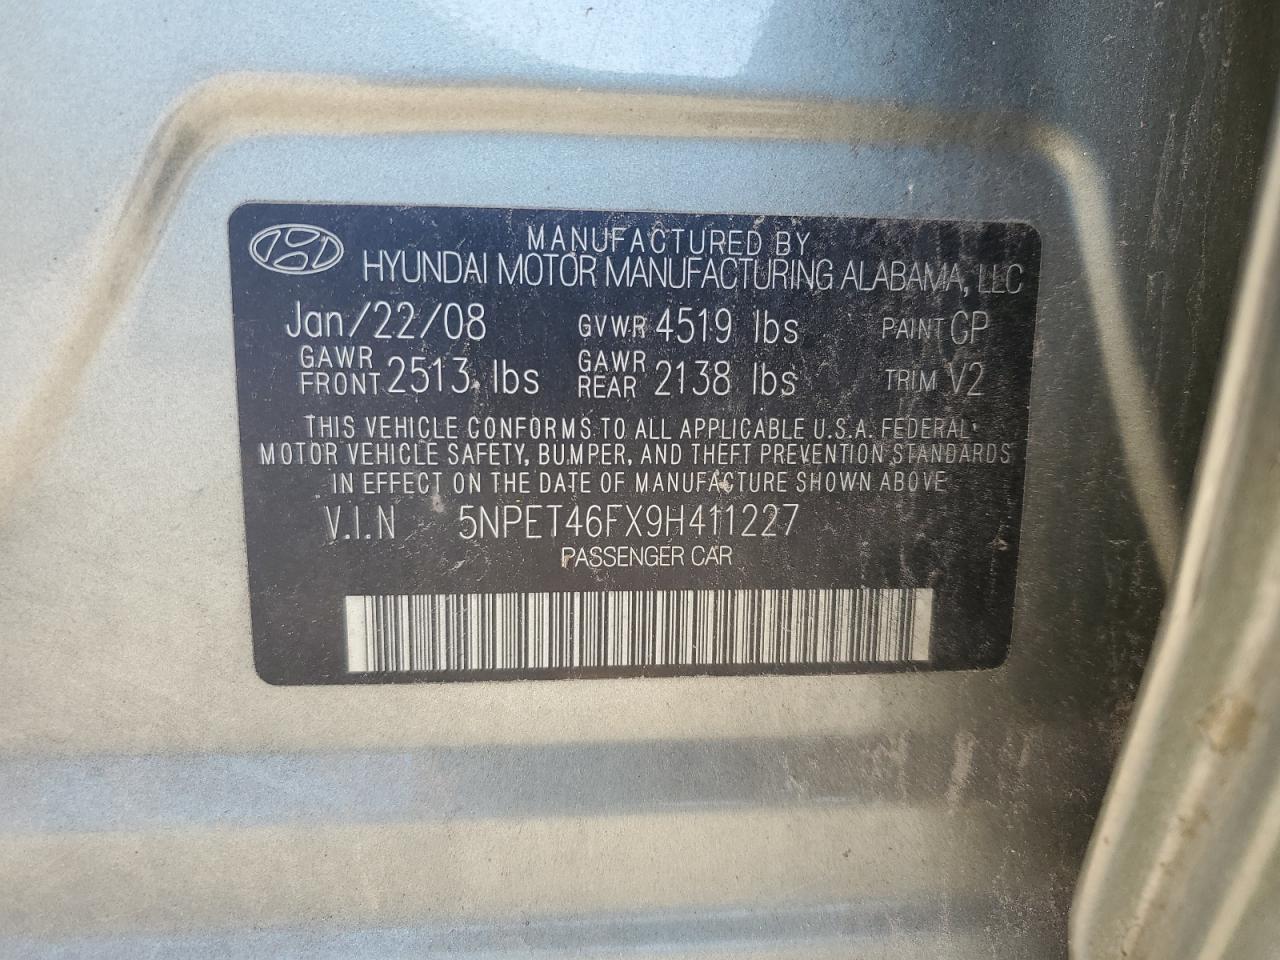 MANUFACTURED BY
HYUNDAI MOTOR MANUFACTURING ALABAMA, LLC
Jan/22/08 GVWR 4519 lbs PAINT CP
GAWR FRONT 2513 lbs GAWR REAR 2138 lbs TRIM V2
THIS VEHICLE CONFORMS TO ALL APPLICABLE U.S.A. FEDERAL
MOTOR VEHICLE SAFETY, BUMPER, AND THEFT PREVENTION STANDARDS
IN EFFECT ON THE DATE OF MANUFACTURE SHOWN ABOVE
V.I.N 5NPET46FX9H411227
PASSENGER CAR